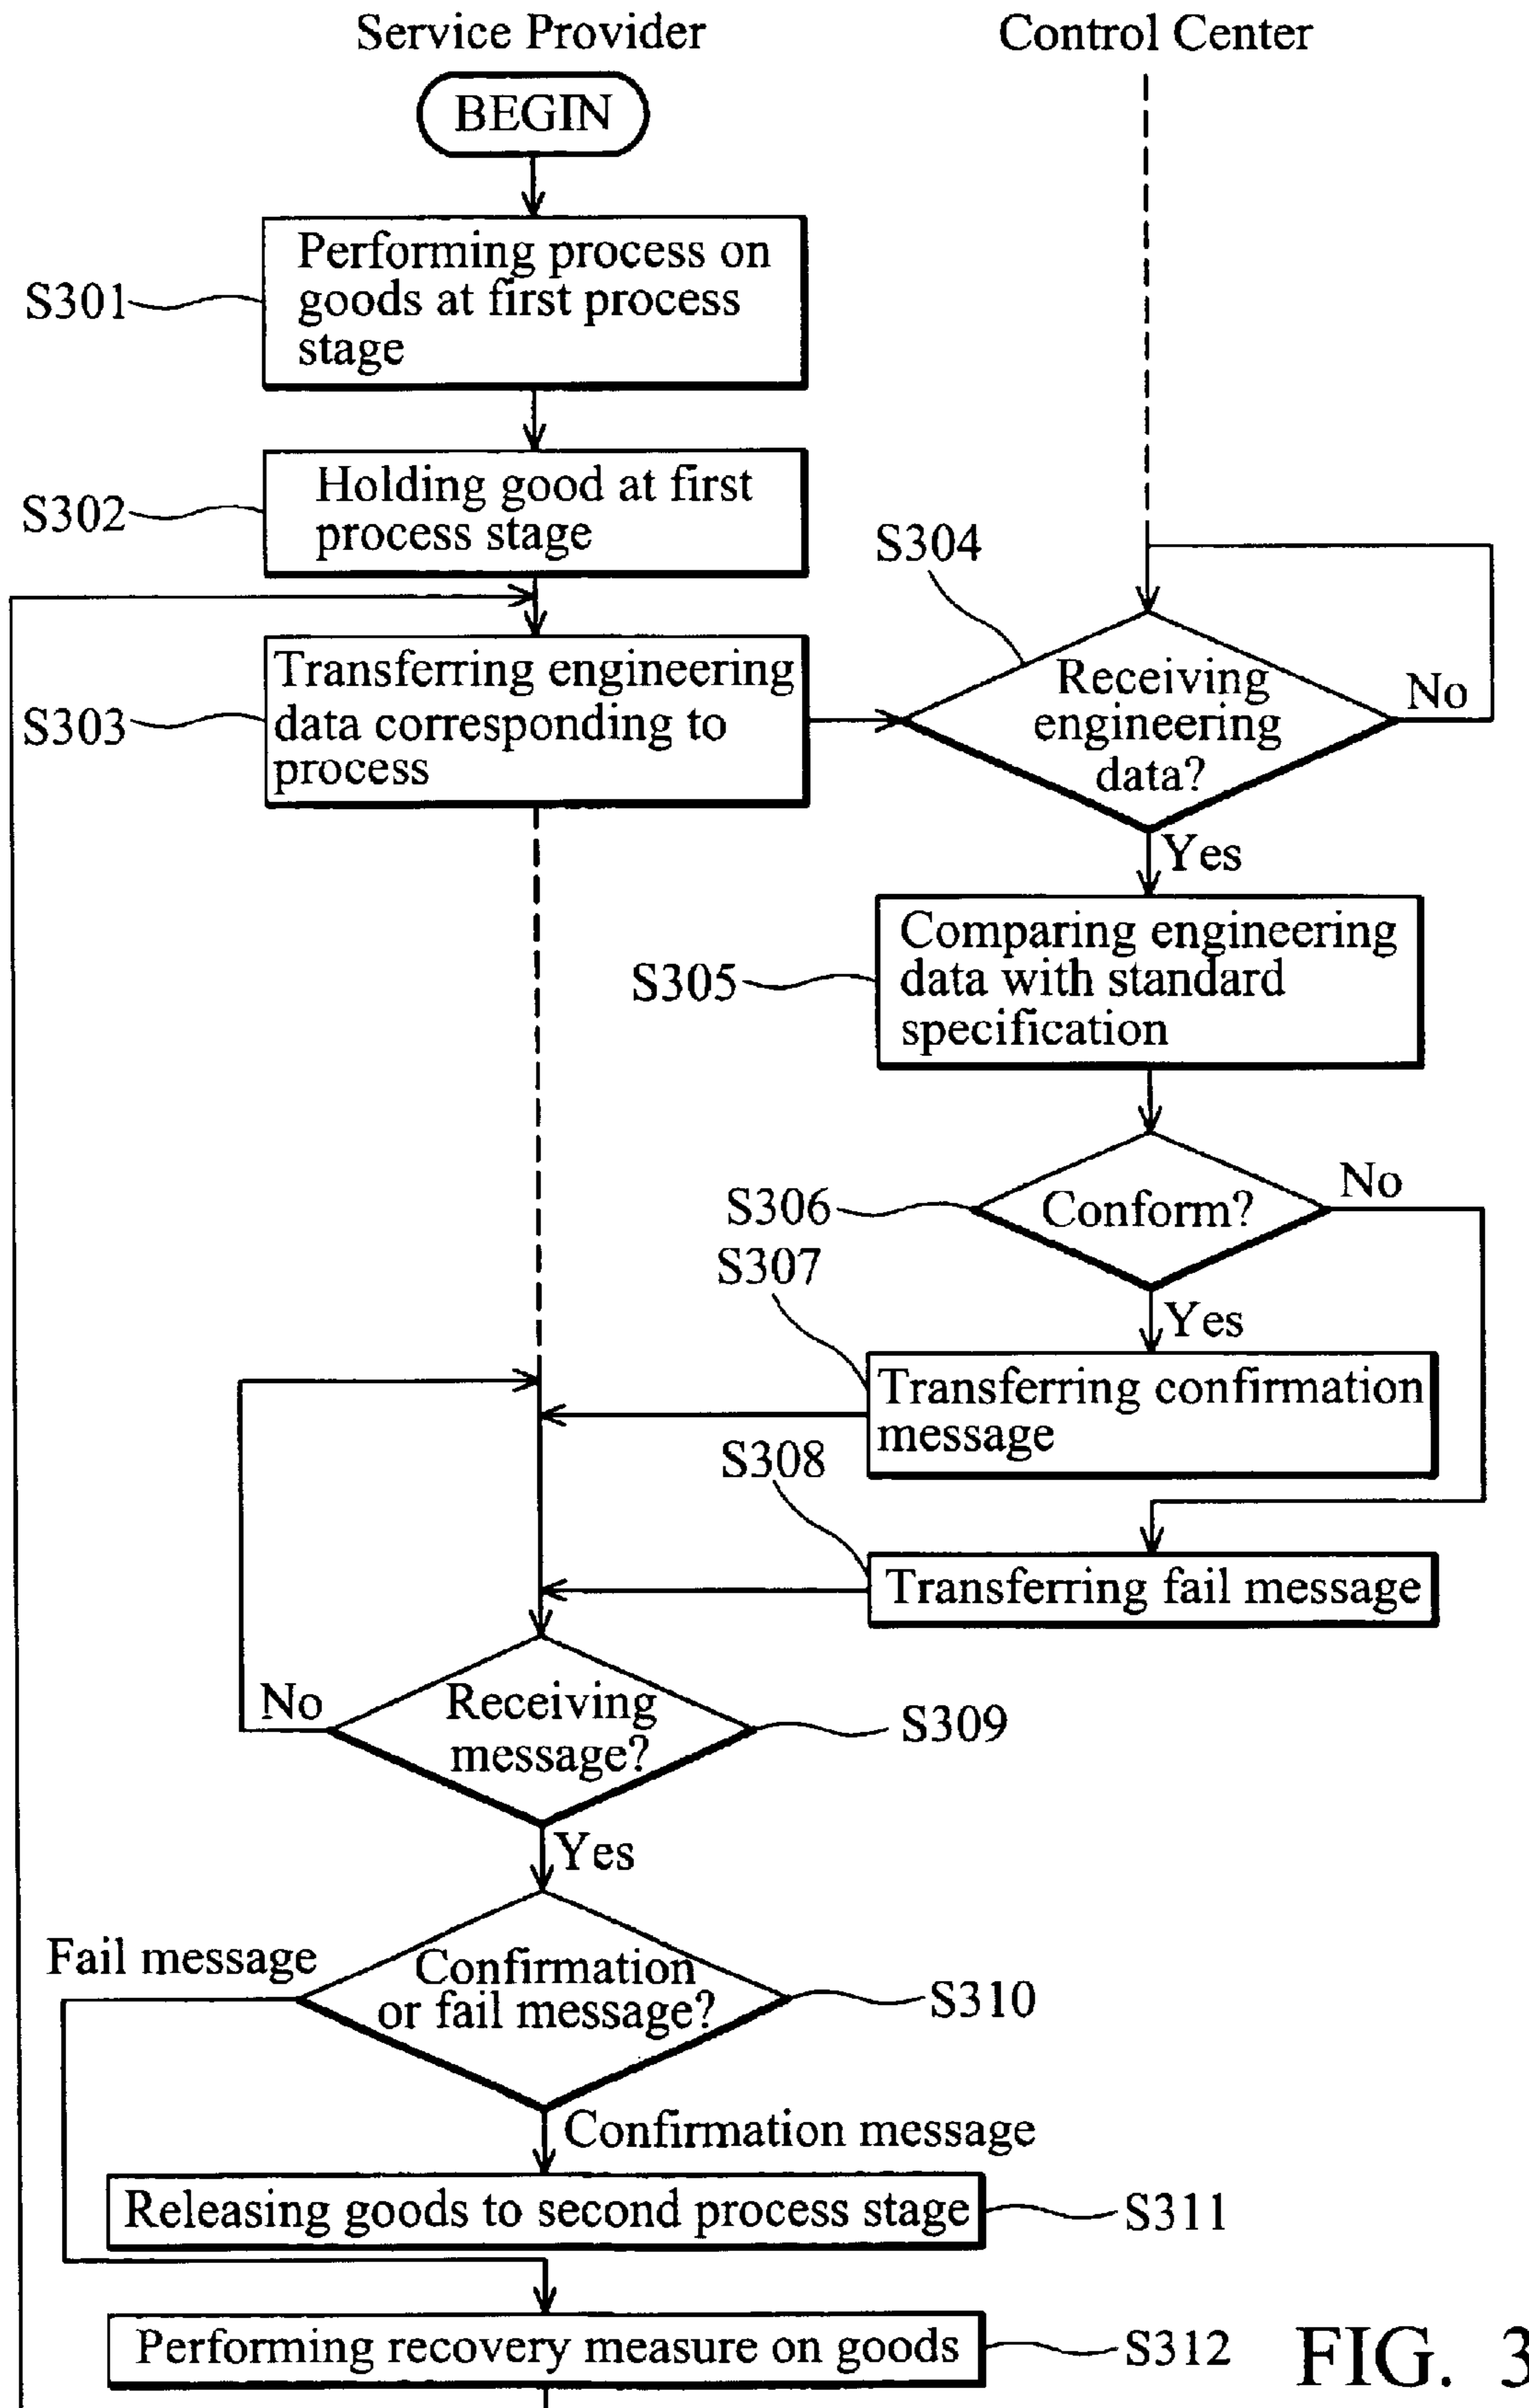 Service Provider
Control Center
BEGIN
S301
Performing process on
goods at first process
stage
S302
Holding good at first
process stage
S303
Transferring engineering
data corresponding to
process
S304
Receiving
engineering
data?
No
Yes
S305
Comparing engineering
data with standard
specification
S306
Conform?
No
Yes
S307
Transferring confirmation
message
S308
Transferring fail message
No
Receiving
message?
S309
Yes
Fail message
Confirmation
or fail message?
S310
Confirmation message
Releasing goods to second process stage
S311
Performing recovery measure on goods
S312
FIG. 3